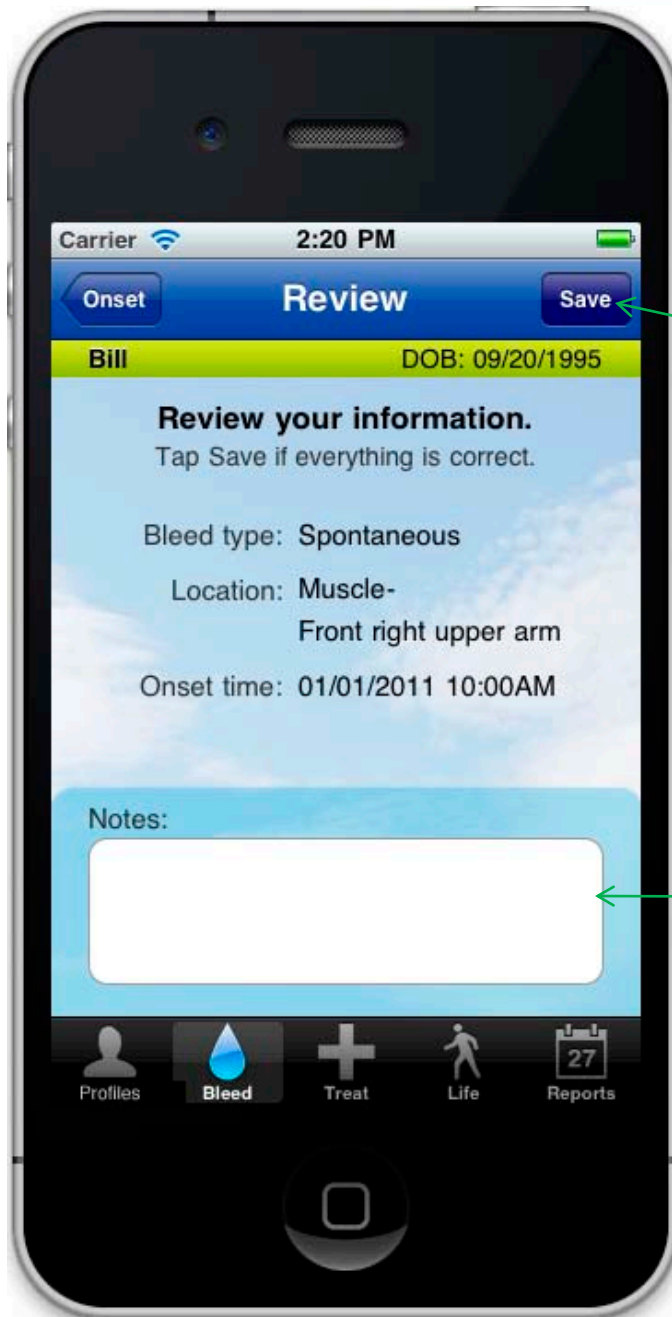 Carrier 2:20 PM
Onset Review Save
Bill DOB: 09/20/1995
Review your information.
Tap Save if everything is correct.
Bleed type: Spontaneous
Location: Muscle-
Front right upper arm
Onset time: 01/01/2011 10:00AM
Notes:
27
Profiles Bleed Treat Life Reports